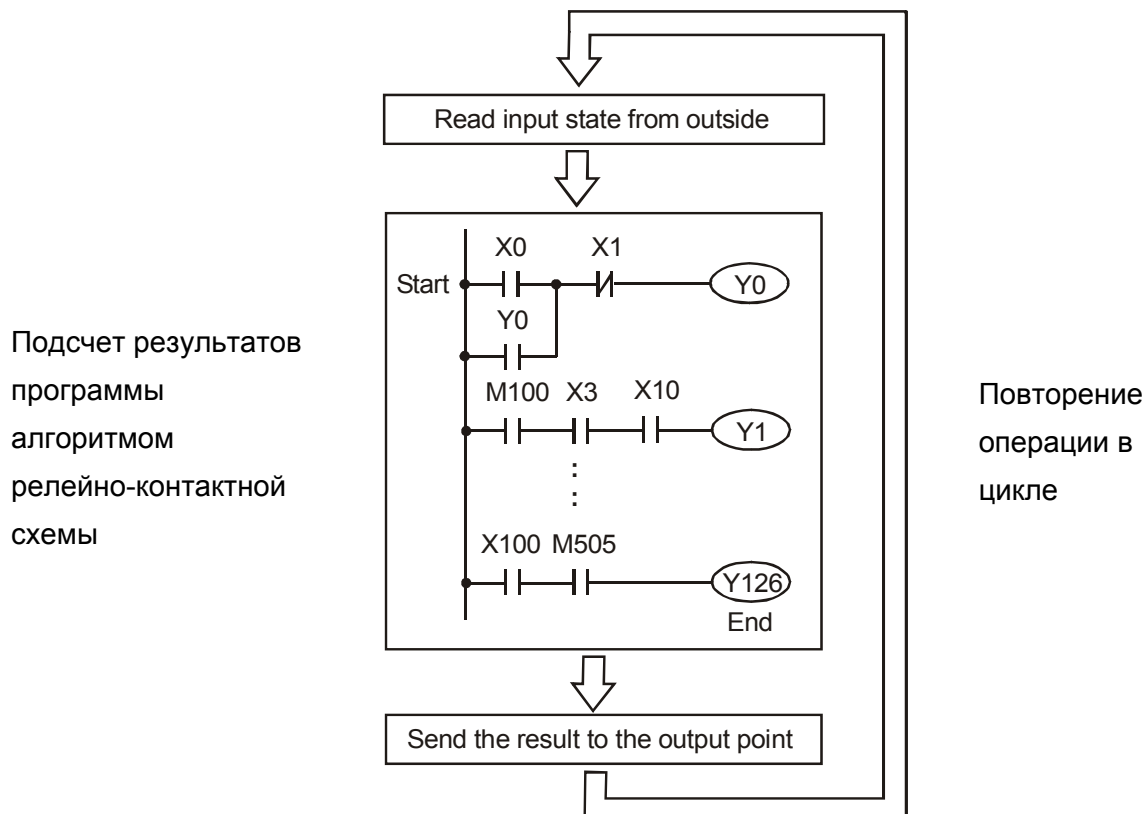 Read input state from outside
X0 X1
Start Y0
Y0
M100 X3 X10
Y1
:
:
X100 M505
Y126
End
Send the result to the output point
Подсчет результатов
программы
алгоритмом
релейно-контактной
схемы
Повторение
операции в
цикле